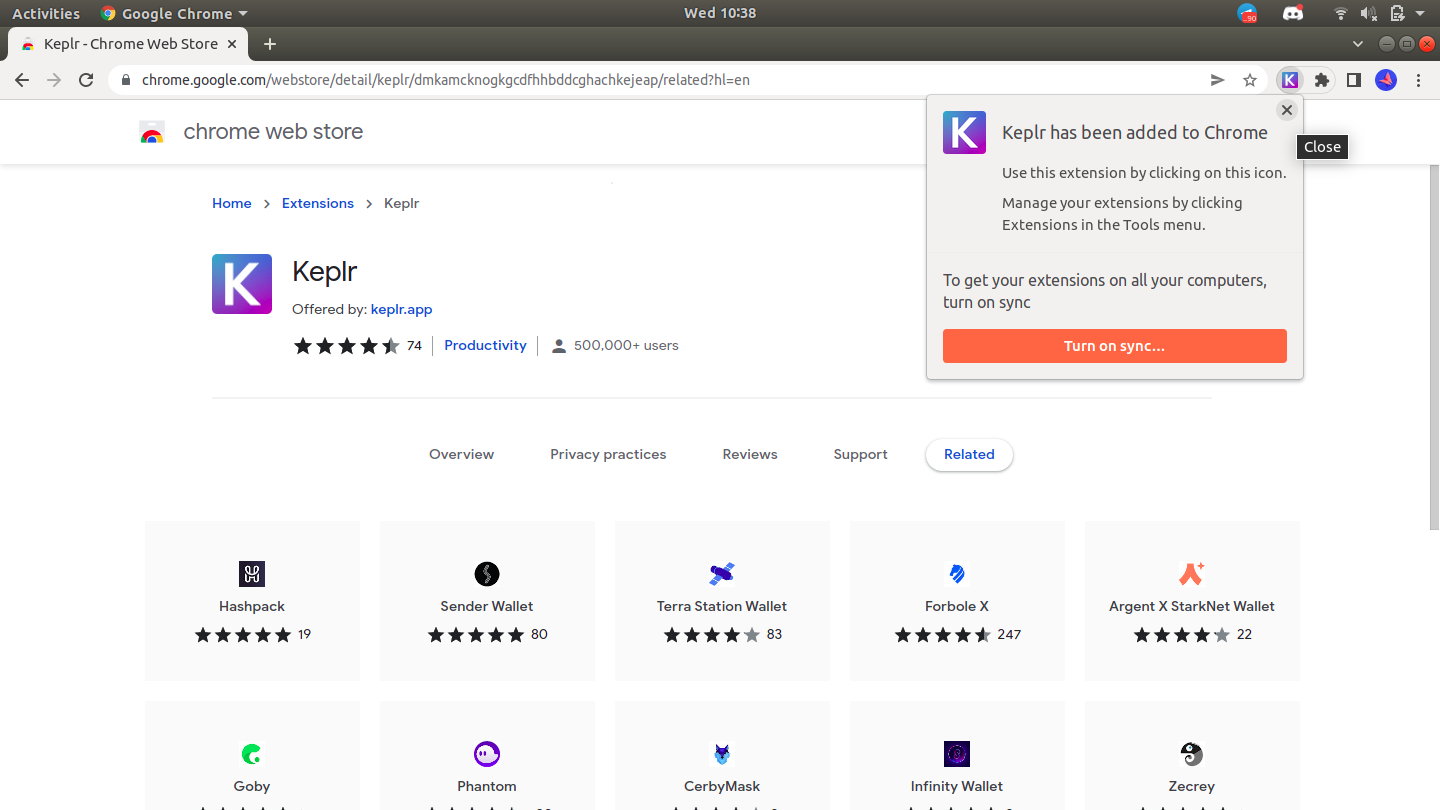 Activities Google Chrome Wed 10:38 90
Keplr - Chrome Web Store
chrome.google.com/webstore/detail/keplr/dmkamcknogkgcdfhhbddcghachkejeap/related?hl=en
K
chrome web store
K
Keplr has been added to Chrome
Close
Use this extension by clicking on this icon.
Manage your extensions by clicking
Extensions in the Tools menu.
To get your extensions on all your computers,
turn on sync
Turn on sync...
Home > Extensions > Keplr
K
Keplr
Offered by: keplr.app
74 Productivity 500,000+ users
Overview Privacy practices Reviews Support Related
Hashpack Sender Wallet Terra Station Wallet Forbole X Argent X StarkNet Wallet
19 80 83 247 22
Goby Phantom CerbyMask Infinity Wallet Zecrey